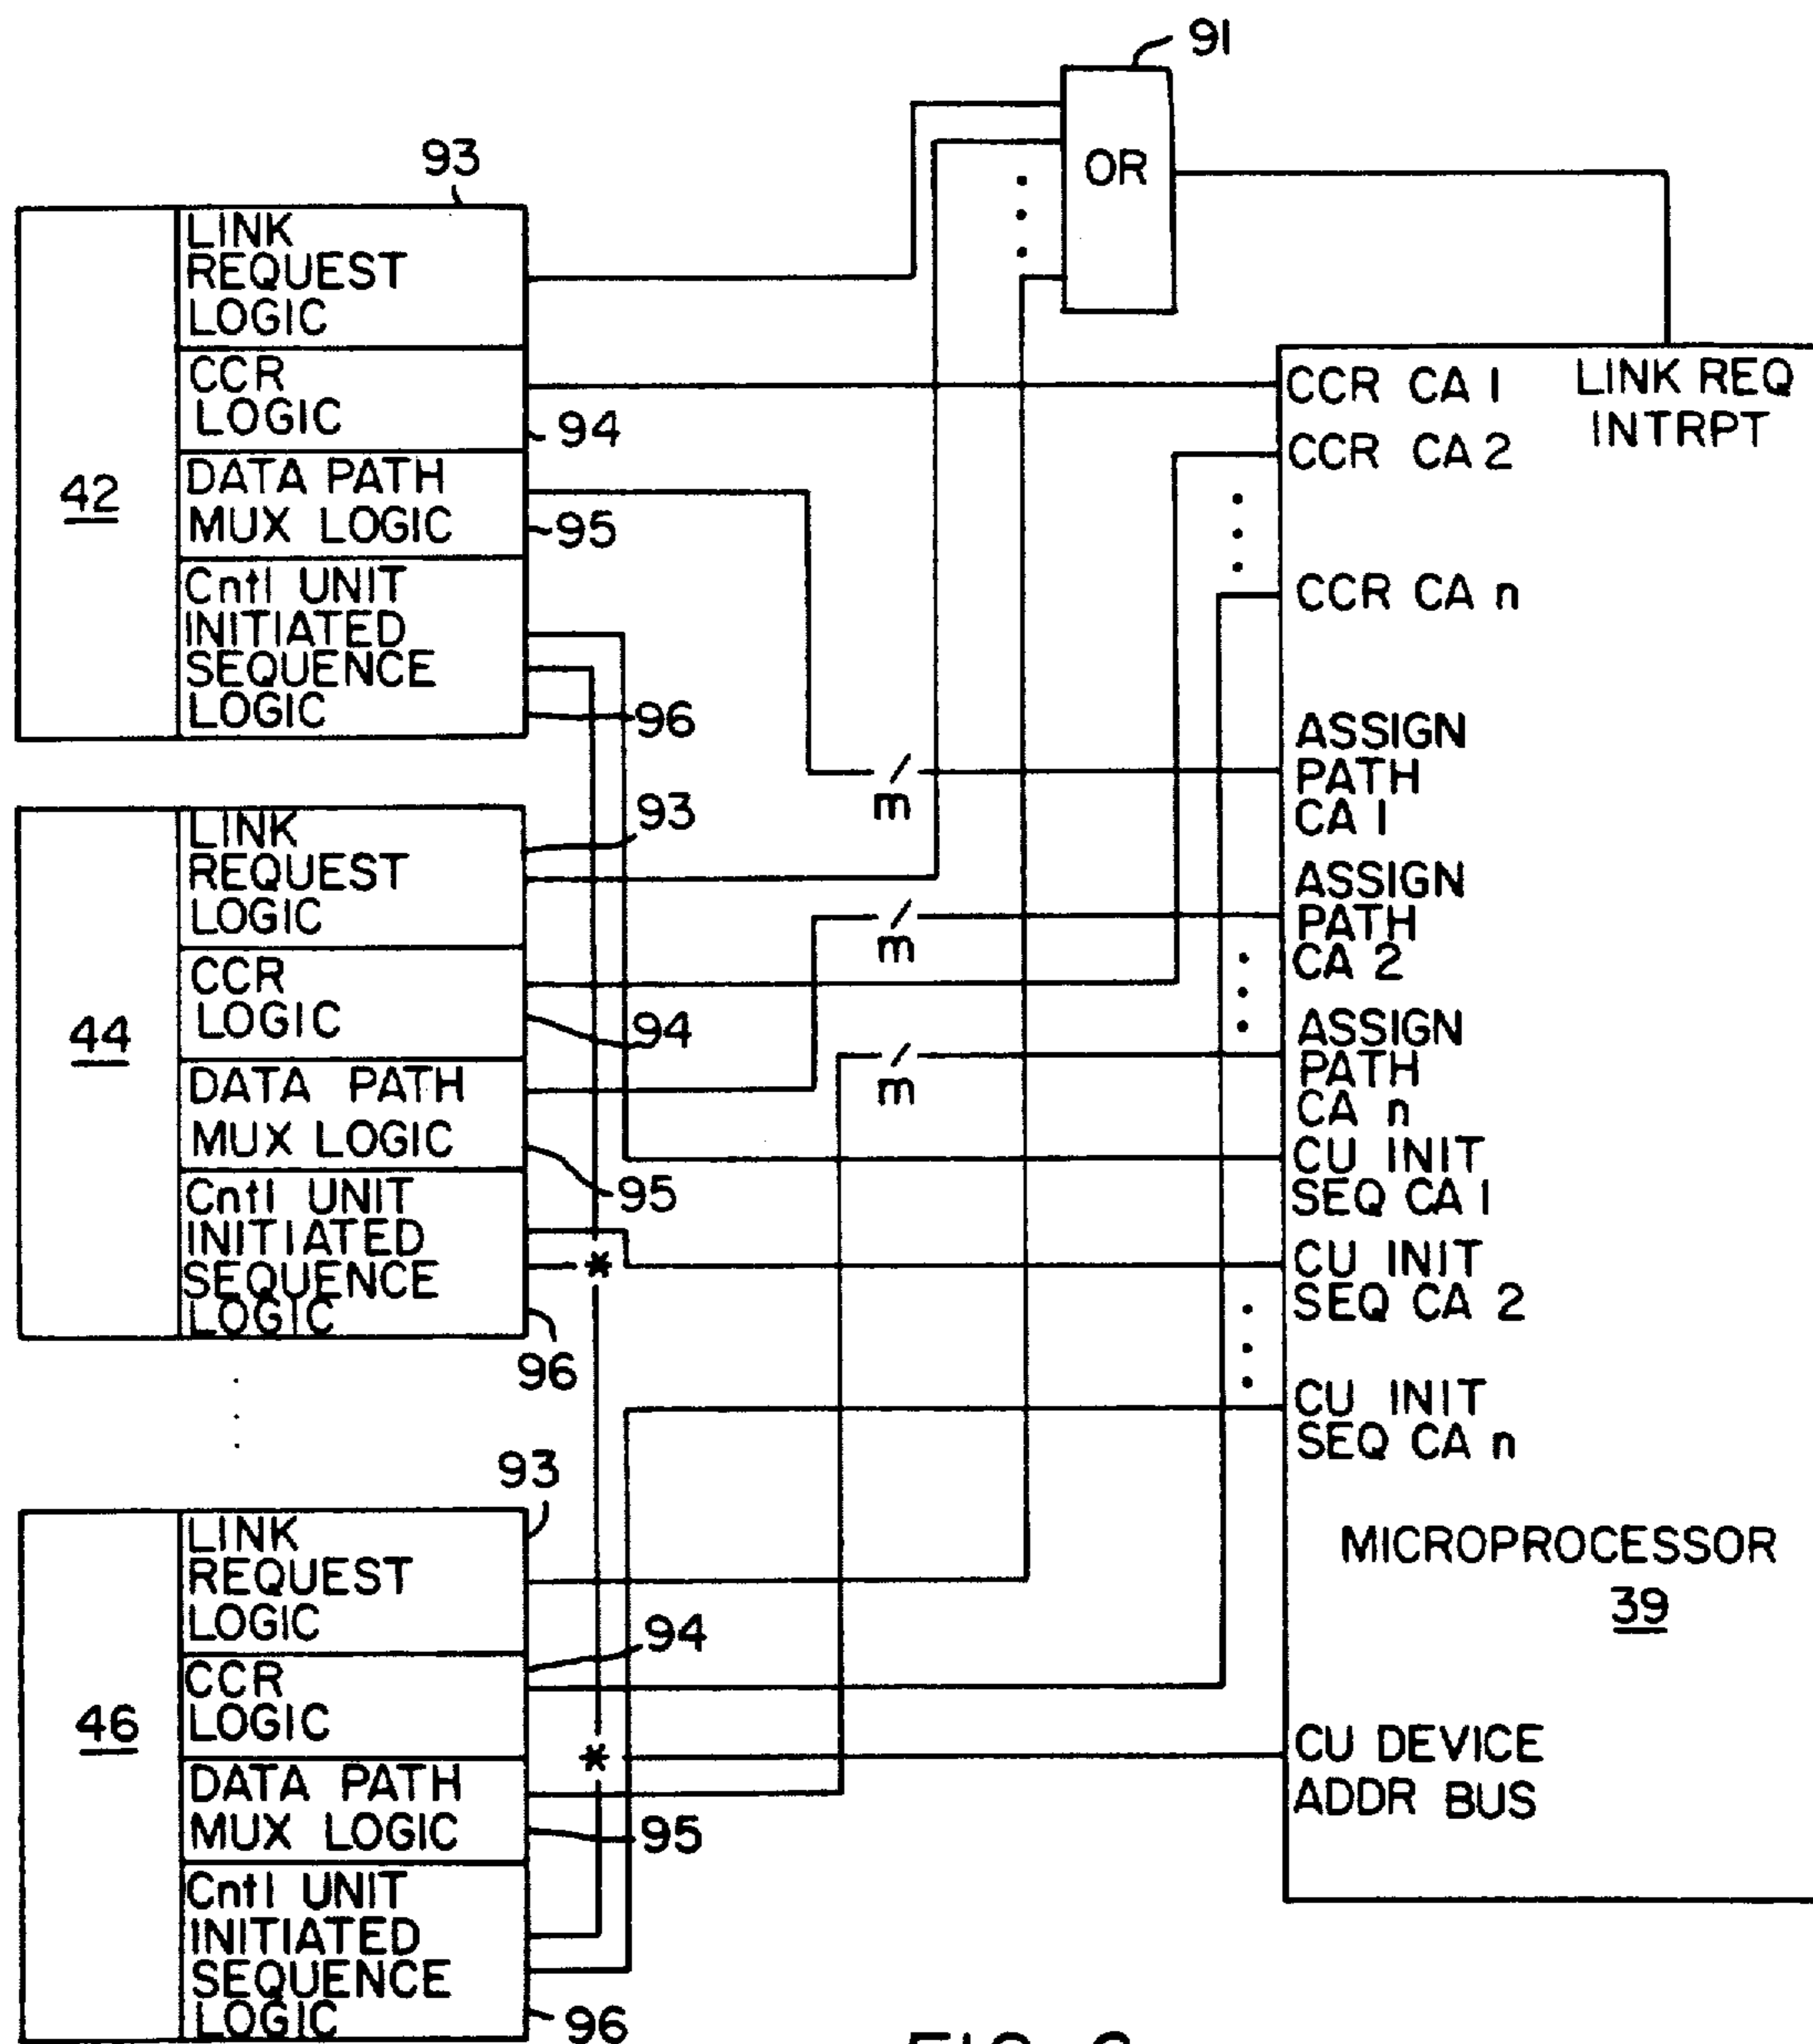 91
OR
93
LINK
REQUEST
LOGIC
CCR
LOGIC
94
42
DATA PATH
MUX LOGIC
95
Cntl UNIT
INITIATED
SEQUENCE
LOGIC
96
93
LINK
REQUEST
LOGIC
CCR
LOGIC
94
44
DATA PATH
MUX LOGIC
95
Cntl UNIT
INITIATED
SEQUENCE
LOGIC
96
93
LINK
REQUEST
LOGIC
94
CCR
LOGIC
46
DATA PATH
MUX LOGIC
95
Cntl UNIT
INITIATED
SEQUENCE
LOGIC
96
m
m
m
*
*
LINK REQ
INTRPT
CCR CA 1
CCR CA 2
CCR CA n
ASSIGN
PATH
CA 1
ASSIGN
PATH
CA 2
ASSIGN
PATH
CA n
CU INIT
SEQ CA 1
CU INIT
SEQ CA 2
CU INIT
SEQ CA n
MICROPROCESSOR
39
CU DEVICE
ADDR BUS